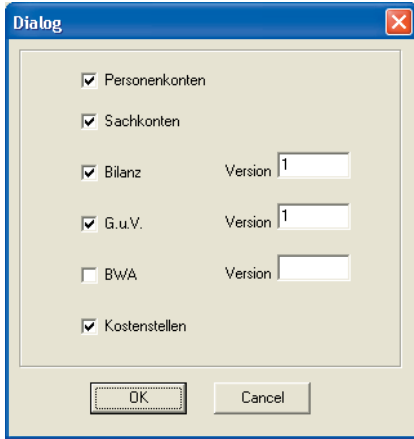 Dialog
Personenkonten
Sachkonten
Bilanz Version 1
G.u.V. Version 1
BWA Version
Kostenstellen
OK Cancel